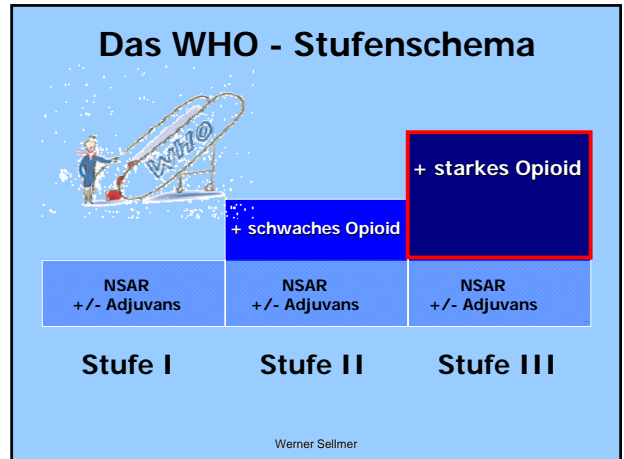 Das WHO - Stufenschema
WHO
+ starkes Opioid
+ schwaches Opioid
NSAR
+/- Adjuvans
NSAR
+/- Adjuvans
NSAR
+/- Adjuvans
Stufe I
Stufe II
Stufe III
Werner Sellmer